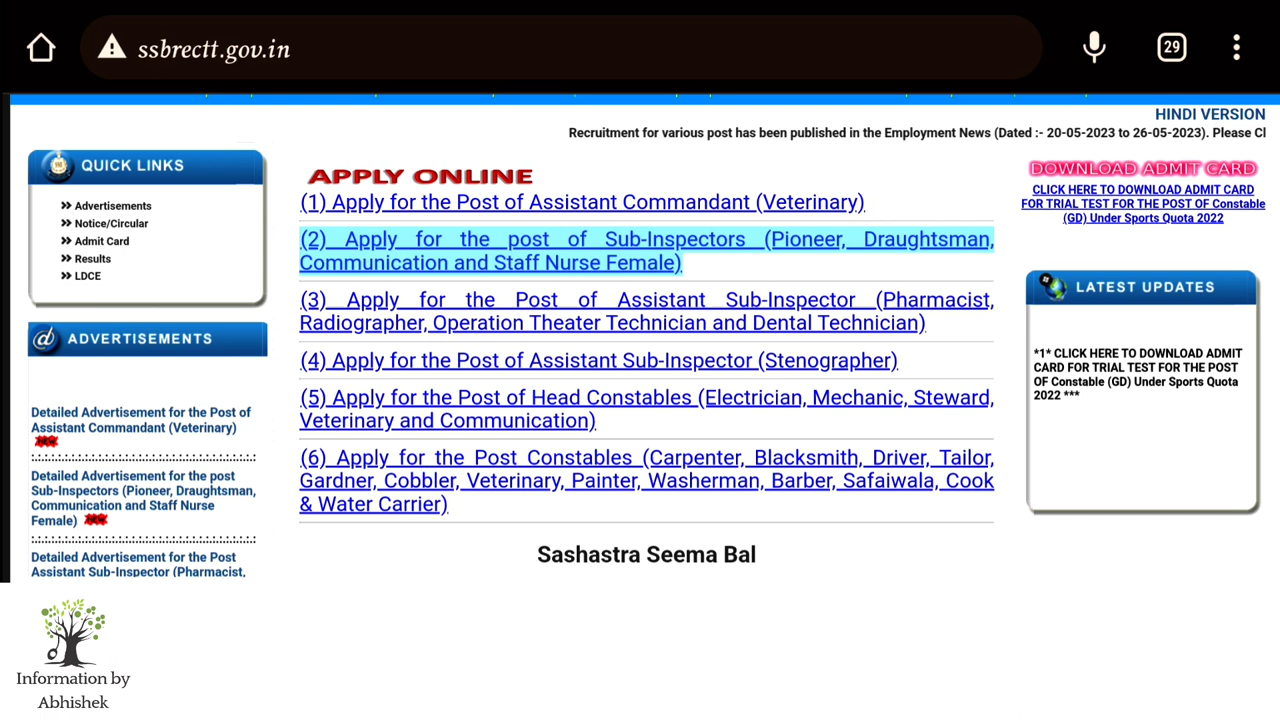 ssbrectt.gov.in
29
HINDI VERSION
Recruitment for various post has been published in the Employment News (Dated :- 20-05-2023 to 26-05-2023). Please Cl
QUICK LINKS
Advertisements
Notice/Circular
Admit Card
Results
LDCE
ADVERTISEMENTS
Detailed Advertisement for the Post of
Assistant Commandant (Veterinary)
NEW
Detailed Advertisement for the post
Sub-Inspectors (Pioneer, Draughtsman,
Communication and Staff Nurse
Female) NEW
Detailed Advertisement for the Post
Assistant Sub-Inspector (Pharmacist,
APPLY ONLINE
(1) Apply for the Post of Assistant Commandant (Veterinary)
(2) Apply for the post of Sub-Inspectors (Pioneer, Draughtsman,
Communication and Staff Nurse Female)
(3) Apply for the Post of Assistant Sub-Inspector (Pharmacist,
Radiographer, Operation Theater Technician and Dental Technician)
(4) Apply for the Post of Assistant Sub-Inspector (Stenographer)
(5) Apply for the Post of Head Constables (Electrician, Mechanic, Steward,
Veterinary and Communication)
(6) Apply for the Post Constables (Carpenter, Blacksmith, Driver, Tailor,
Gardner, Cobbler, Veterinary, Painter, Washerman, Barber, Safaiwala, Cook
& Water Carrier)
Sashastra Seema Bal
DOWNLOAD ADMIT CARD
CLICK HERE TO DOWNLOAD ADMIT CARD
FOR TRIAL TEST FOR THE POST OF Constable
(GD) Under Sports Quota 2022
LATEST UPDATES
*1* CLICK HERE TO DOWNLOAD ADMIT
CARD FOR TRIAL TEST FOR THE POST
OF Constable (GD) Under Sports Quota
2022 ***
Information by
Abhishek